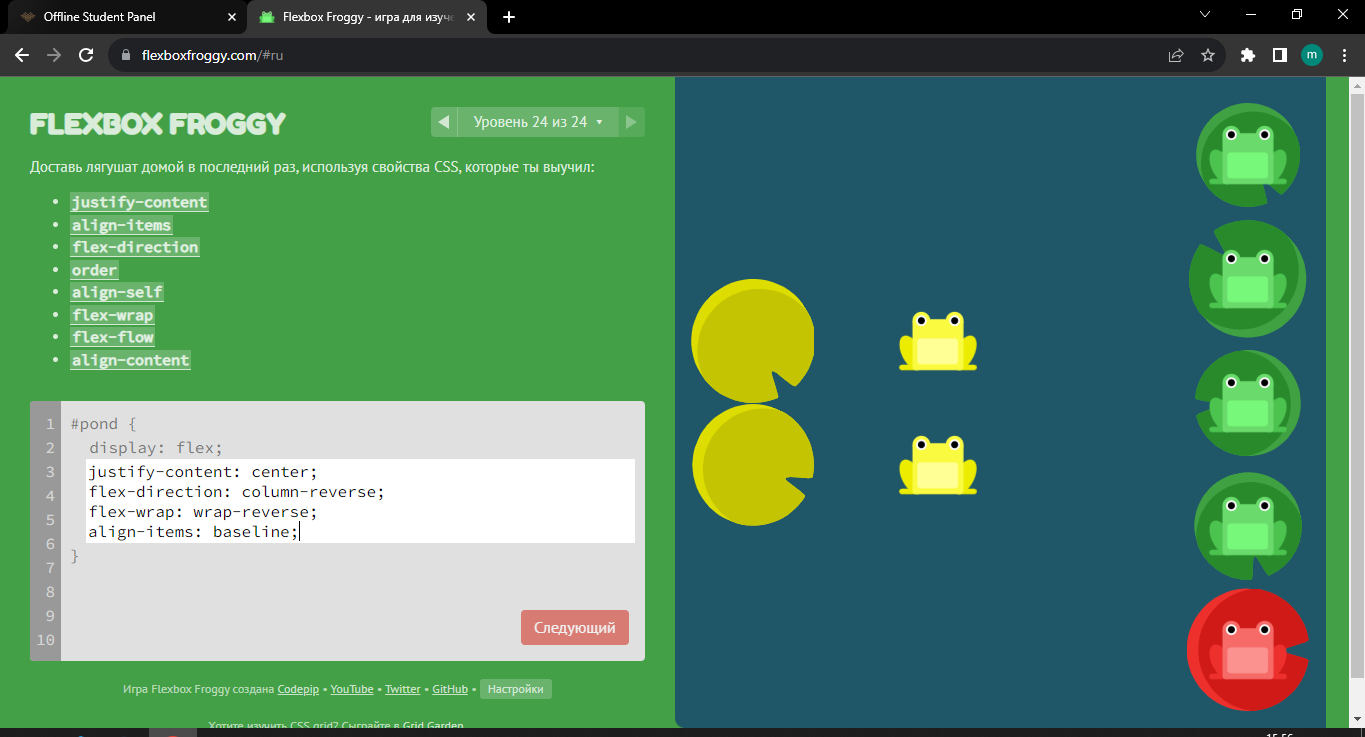 Offline Student Panel
Flexbox Froggy - игра для изуче
flexboxfroggy.com/#ru
m
FLEXBOX FROGGY
Уровень 24 из 24
Доставь лягушат домой в последний раз, используя свойства CSS, которые ты выучил:
justify-content
align-items
flex-direction
order
align-self
flex-wrap
flex-flow
align-content
1 #pond {
2 display: flex;
3 justify-content: center;
4 flex-direction: column-reverse;
5 flex-wrap: wrap-reverse;
6 align-items: baseline;
7 }
8
9
10
Следующий
Игра Flexbox Froggy создана Codepip • YouTube • Twitter • GitHub • Настройки
Хотите изучить CSS grid? Сыграйте в Grid Garden